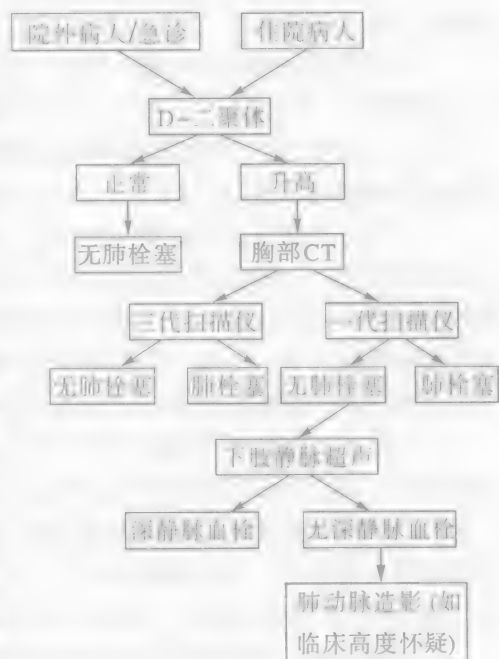 院外病人/急诊
住院病人
D-二聚体
正常
升高
无肺栓塞
胸部CT
三代扫描仪
一代扫描仪
无肺栓塞
肺栓塞
无肺栓塞
肺栓塞
下肢静脉超声
深静脉血栓
无深静脉血栓
肺动脉造影(如
临床高度怀疑)